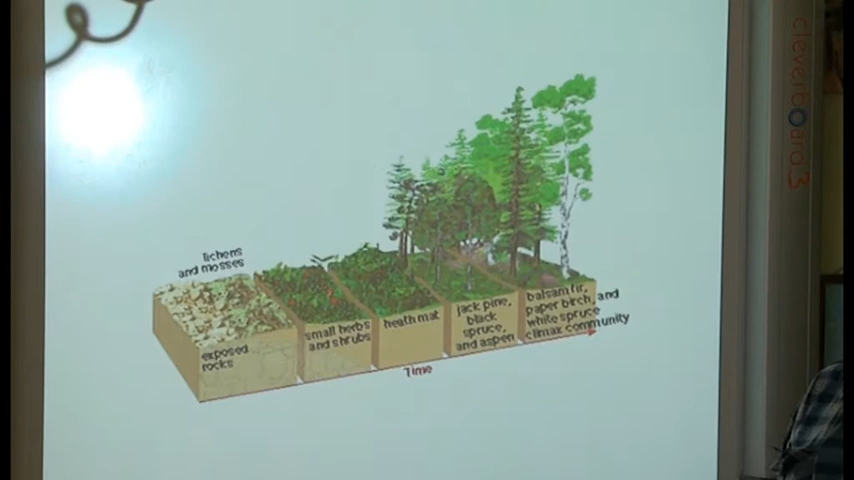 lichens
and mosses
exposed
rocks
small herbs
and shrubs
heath mat
jack pine,
black
spruce,
and aspen
balsam fir,
paper birch, and
white spruce
climax community
Time
cleverboard3